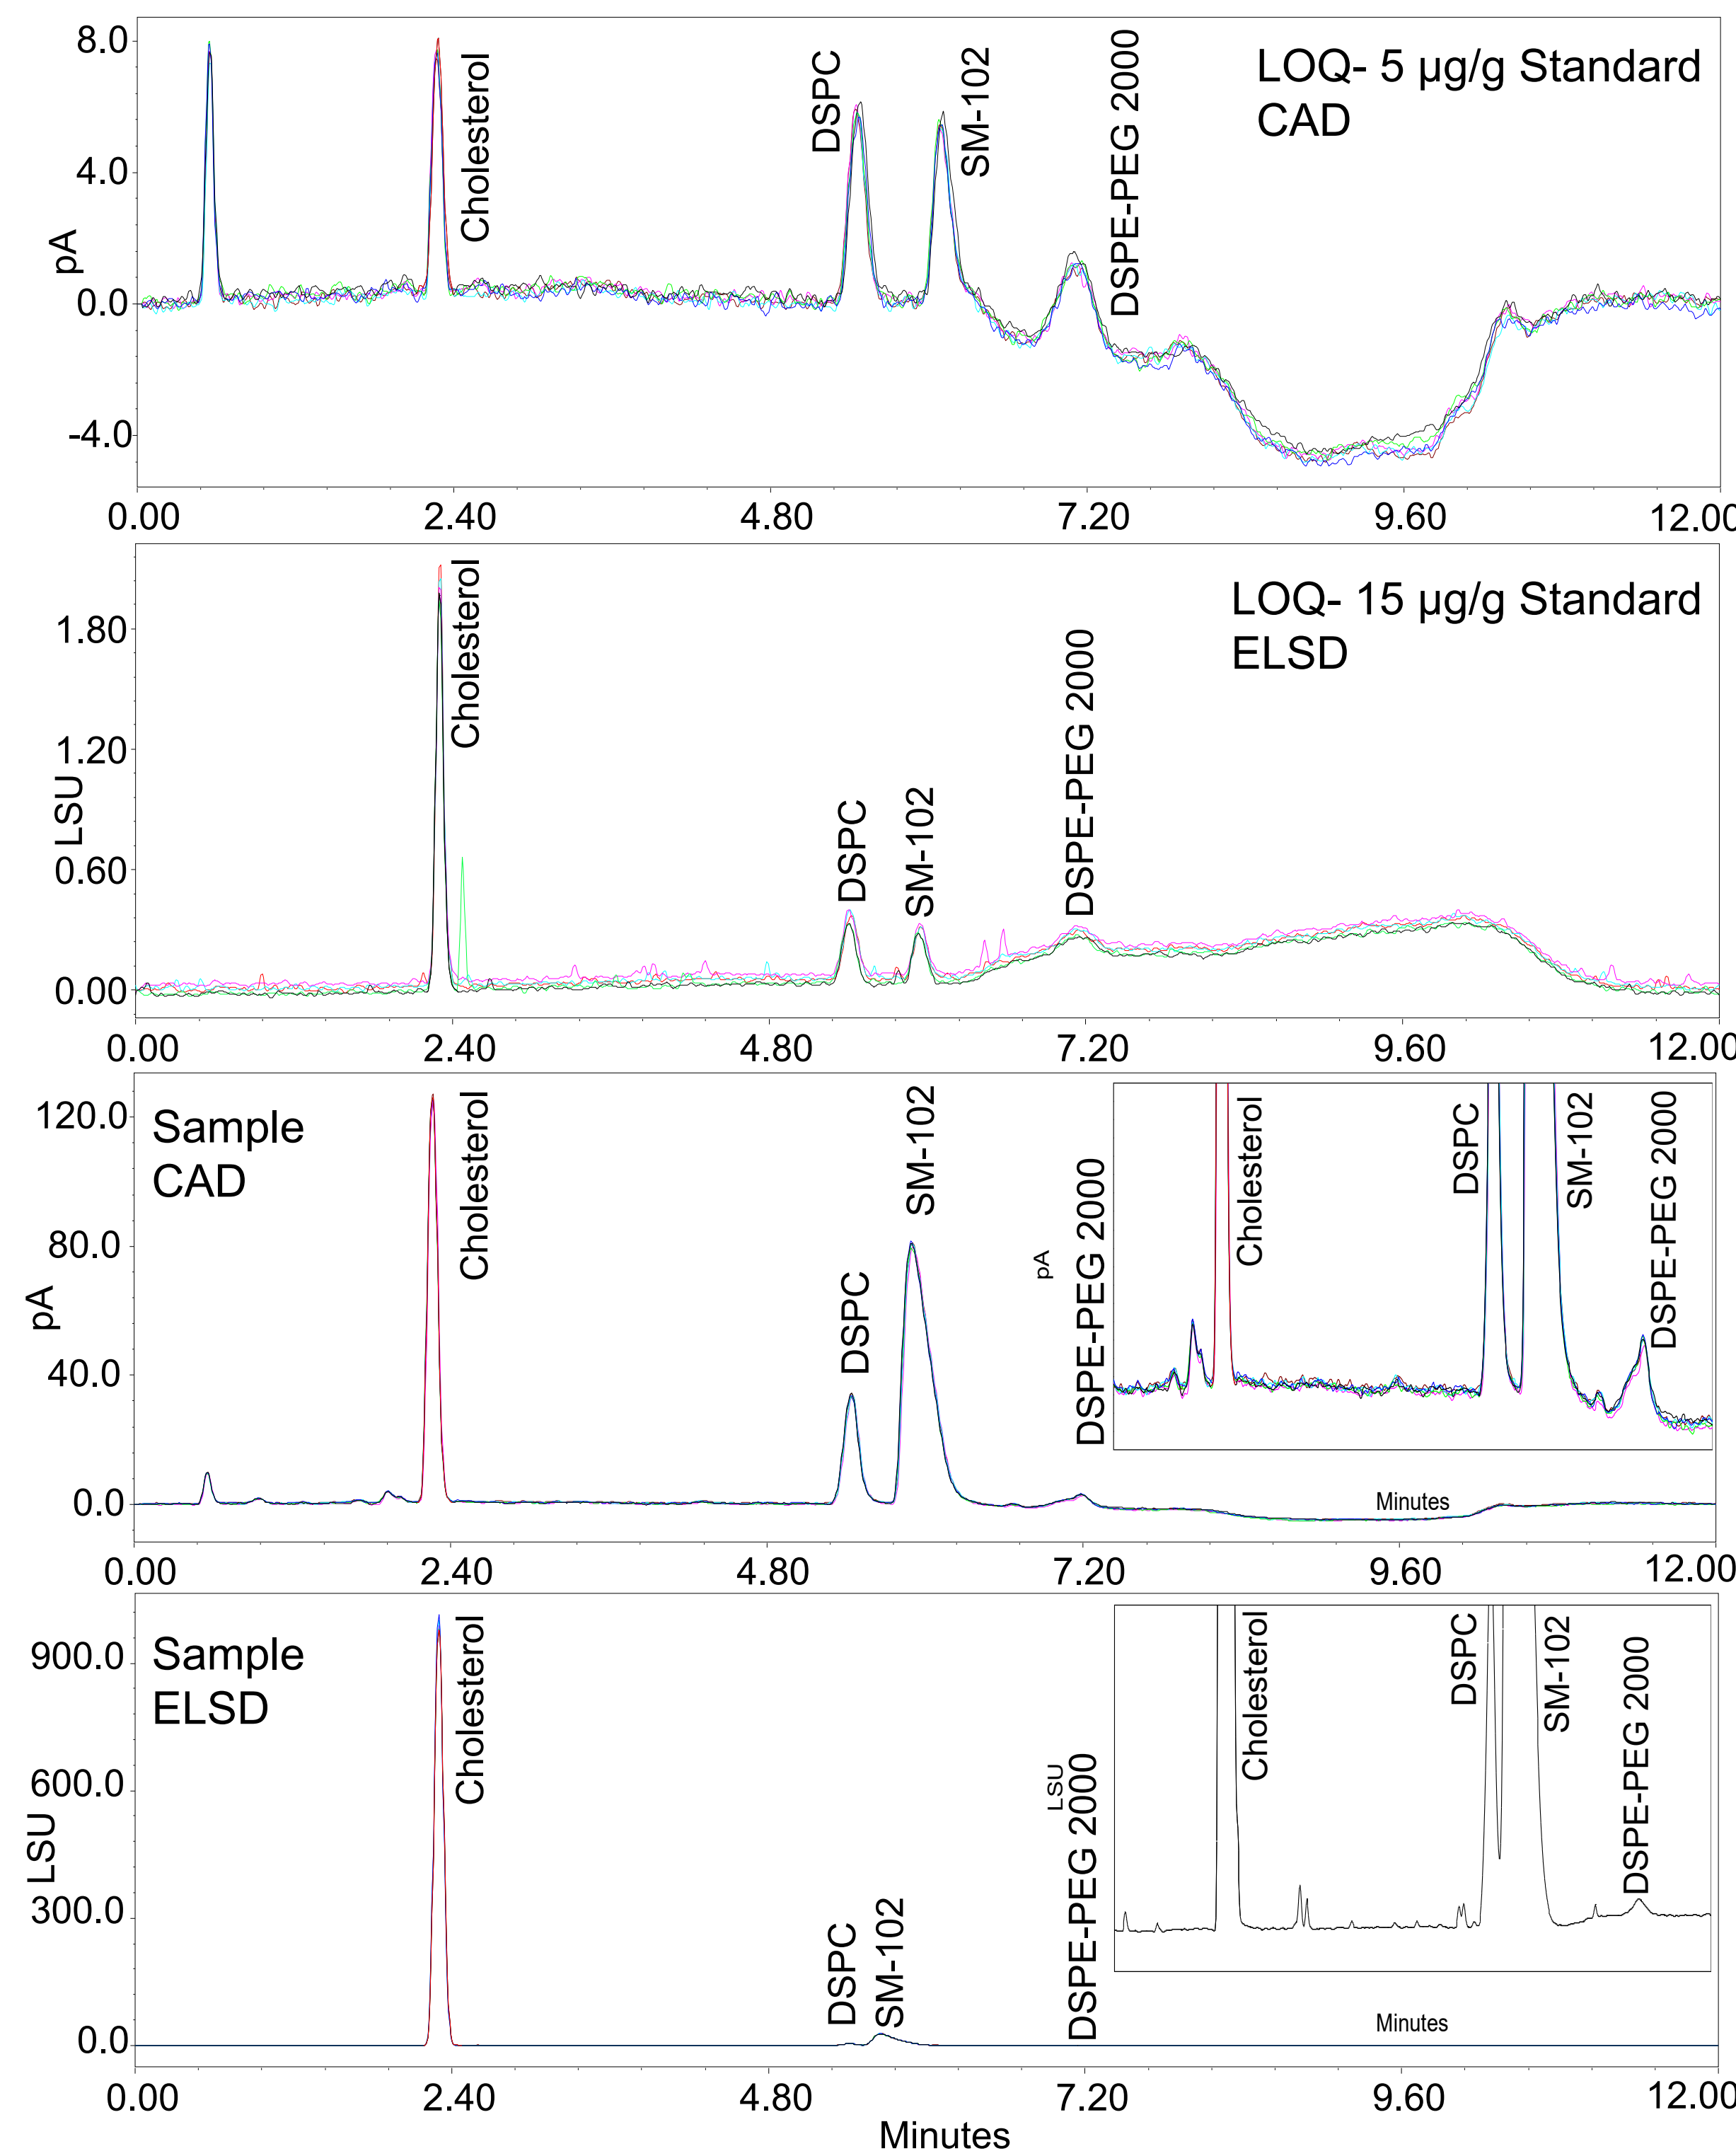 8.0
4.0
0.0
-4.0
pA
Cholesterol
DSPC
SM-102
DSPE-PEG 2000
LOQ- 5 µg/g Standard
CAD
0.00 2.40 4.80 7.20 9.60 12.00
1.80
1.20
0.60
0.00
LSU
Cholesterol
DSPC
SM-102
DSPE-PEG 2000
LOQ- 15 µg/g Standard
ELSD
0.00 2.40 4.80 7.20 9.60 12.00
120.0
80.0
40.0
0.0
pA
Sample
CAD
Cholesterol
DSPC
SM-102
DSPE-PEG 2000
pA
Cholesterol
DSPC
SM-102
DSPE-PEG 2000
Minutes
0.00 2.40 4.80 7.20 9.60 12.00
900.0
600.0
300.0
0.0
LSU
Sample
ELSD
Cholesterol
DSPC
SM-102
DSPE-PEG 2000
LSU
Cholesterol
DSPC
SM-102
DSPE-PEG 2000
Minutes
0.00 2.40 4.80 7.20 9.60 12.00
Minutes